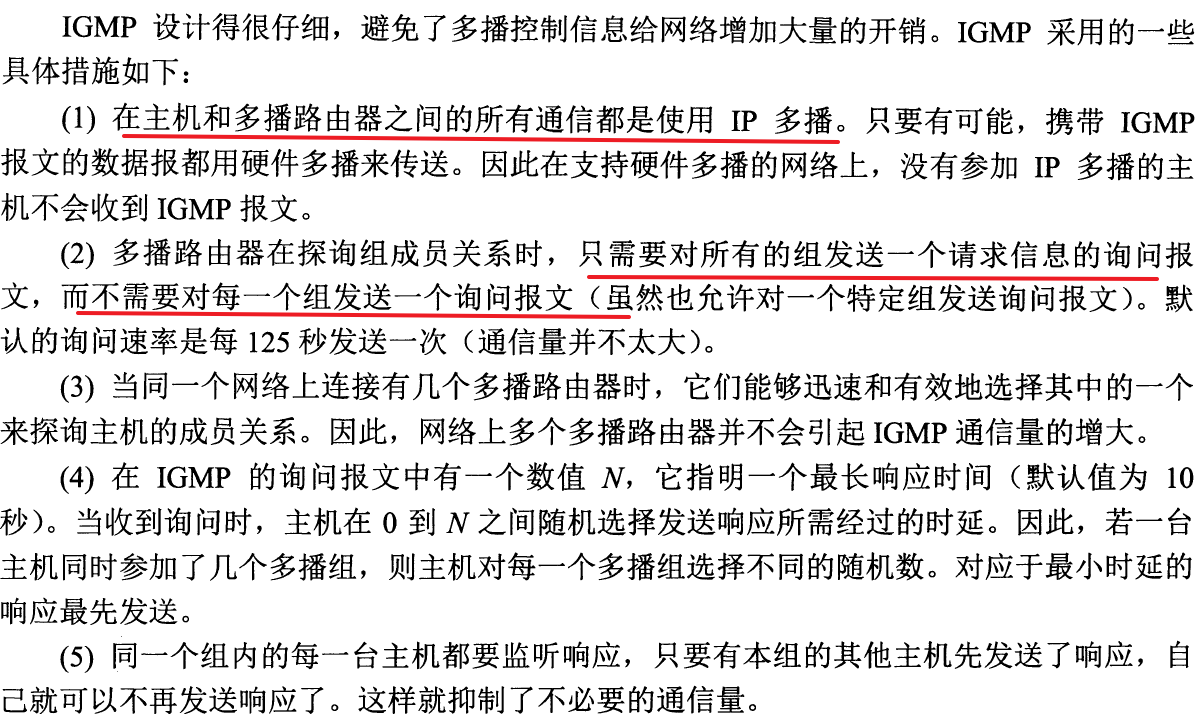 IGMP 设计得很仔细，避免了多播控制信息给网络增加大量的开销。IGMP 采用的一些
具体措施如下：
(1) 在主机和多播路由器之间的所有通信都是使用 IP 多播。只要有可能，携带 IGMP
报文的数据报都用硬件多播来传送。因此在支持硬件多播的网络上，没有参加 IP 多播的主
机不会收到 IGMP 报文。
(2) 多播路由器在探询组成员关系时，只需要对所有的组发送一个请求信息的询问报
文，而不需要对每一个组发送一个询问报文（虽然也允许对一个特定组发送询问报文）。默
认的询问速率是每 125 秒发送一次（通信量并不太大）。
(3) 当同一个网络上连接有几个多播路由器时，它们能够迅速和有效地选择其中的一个
来探询主机的成员关系。因此，网络上多个多播路由器并不会引起 IGMP 通信量的增大。
(4) 在 IGMP 的询问报文中有一个数值 N，它指明一个最长响应时间（默认值为 10
秒）。当收到询问时，主机在 0 到 N 之间随机选择发送响应所需经过的时延。因此，若一台
主机同时参加了几个多播组，则主机对每一个多播组选择不同的随机数。对应于最小时延的
响应最先发送。
(5) 同一个组内的每一台主机都要监听响应，只要有本组的其他主机先发送了响应，自
己就可以不再发送响应了。这样就抑制了不必要的通信量。